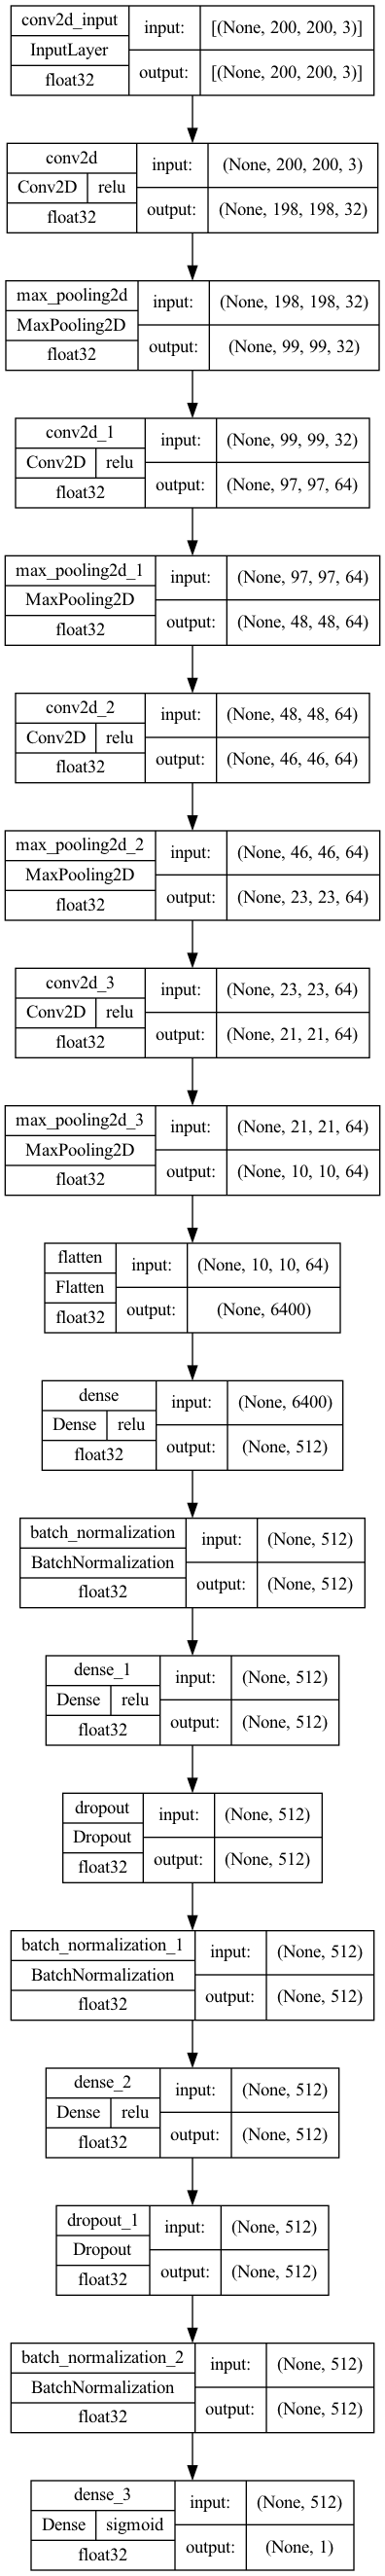 conv2d_input input: [(None, 200, 200, 3)]
InputLayer
float32 output: [(None, 200, 200, 3)]
conv2d input: (None, 200, 200, 3)
Conv2D relu
float32 output: (None, 198, 198, 32)
max_pooling2d input: (None, 198, 198, 32)
MaxPooling2D
float32 output: (None, 99, 99, 32)
conv2d_1 input: (None, 99, 99, 32)
Conv2D relu
float32 output: (None, 97, 97, 64)
max_pooling2d_1 input: (None, 97, 97, 64)
MaxPooling2D
float32 output: (None, 48, 48, 64)
conv2d_2 input: (None, 48, 48, 64)
Conv2D relu
float32 output: (None, 46, 46, 64)
max_pooling2d_2 input: (None, 46, 46, 64)
MaxPooling2D
float32 output: (None, 23, 23, 64)
conv2d_3 input: (None, 23, 23, 64)
Conv2D relu
float32 output: (None, 21, 21, 64)
max_pooling2d_3 input: (None, 21, 21, 64)
MaxPooling2D
float32 output: (None, 10, 10, 64)
flatten input: (None, 10, 10, 64)
Flatten
float32 output: (None, 6400)
dense input: (None, 6400)
Dense relu
float32 output: (None, 512)
batch_normalization input: (None, 512)
BatchNormalization
float32 output: (None, 512)
dense_1 input: (None, 512)
Dense relu
float32 output: (None, 512)
dropout input: (None, 512)
Dropout
float32 output: (None, 512)
batch_normalization_1 input: (None, 512)
BatchNormalization
float32 output: (None, 512)
dense_2 input: (None, 512)
Dense relu
float32 output: (None, 512)
dropout_1 input: (None, 512)
Dropout
float32 output: (None, 512)
batch_normalization_2 input: (None, 512)
BatchNormalization
float32 output: (None, 512)
dense_3 input: (None, 512)
Dense sigmoid
float32 output: (None, 1)